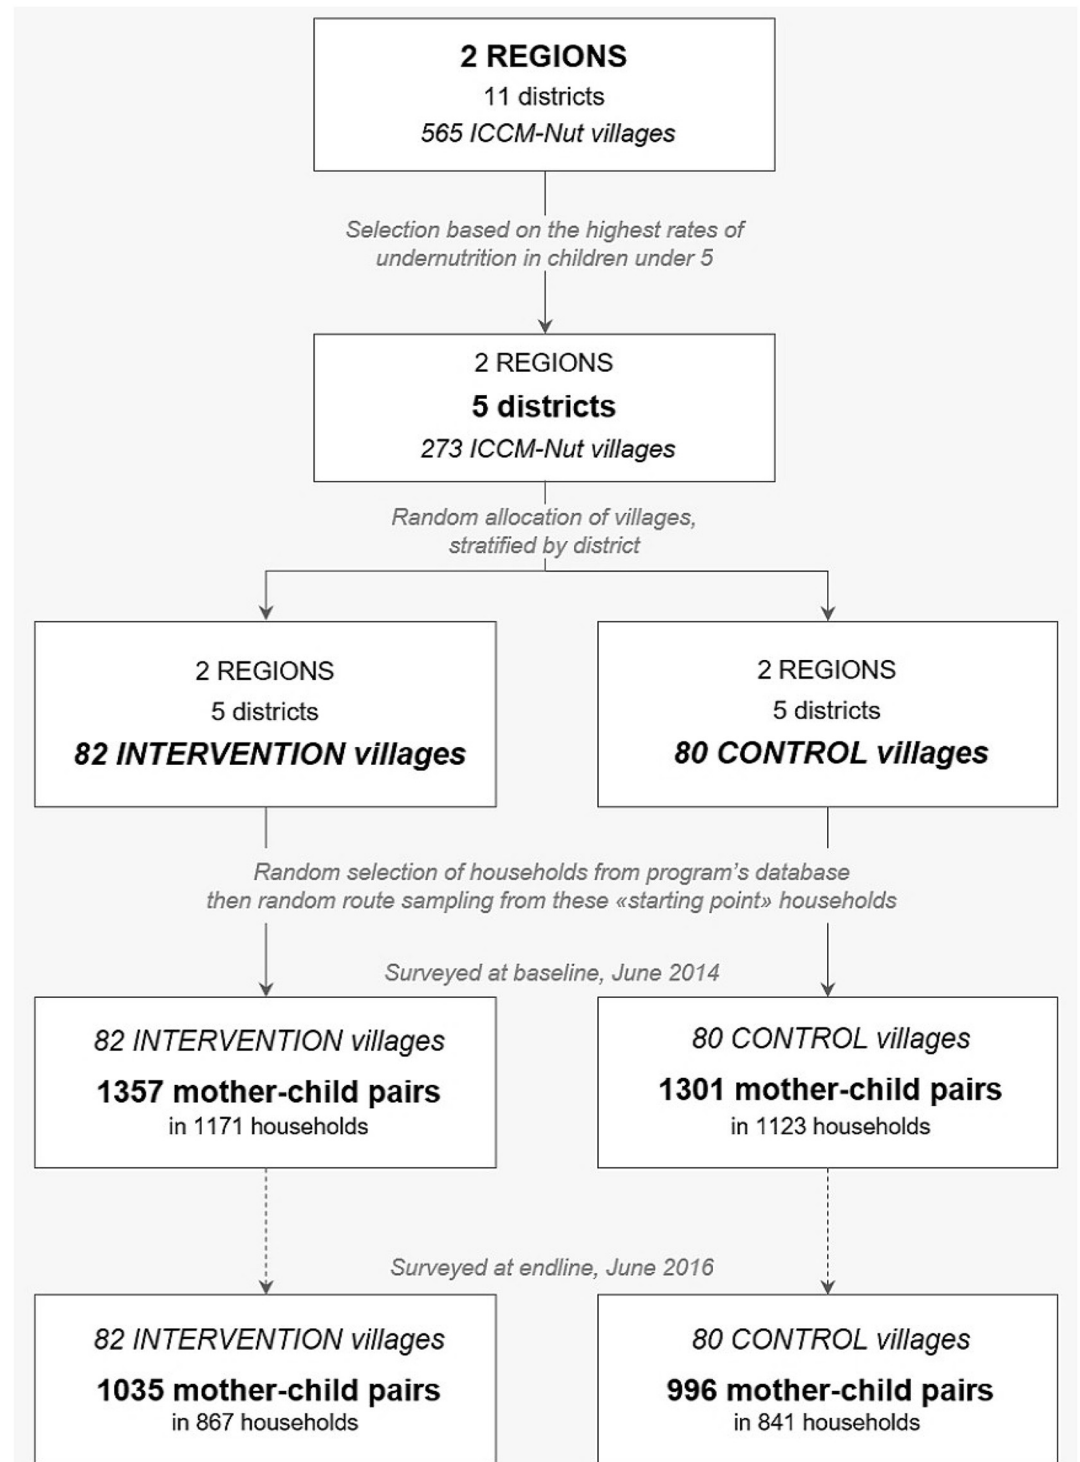 2 REGIONS
11 districts
565 ICCM-Nut villages
Selection based on the highest rates of
undernutrition in children under 5
2 REGIONS
5 districts
273 ICCM-Nut villages
Random allocation of villages,
stratified by district
2 REGIONS
5 districts
82 INTERVENTION villages
2 REGIONS
5 districts
80 CONTROL villages
Random selection of households from program's database
then random route sampling from these «starting point» households
Surveyed at baseline, June 2014
82 INTERVENTION villages
1357 mother-child pairs
in 1171 households
80 CONTROL villages
1301 mother-child pairs
in 1123 households
Surveyed at endline, June 2016
82 INTERVENTION villages
1035 mother-child pairs
in 867 households
80 CONTROL villages
996 mother-child pairs
in 841 households